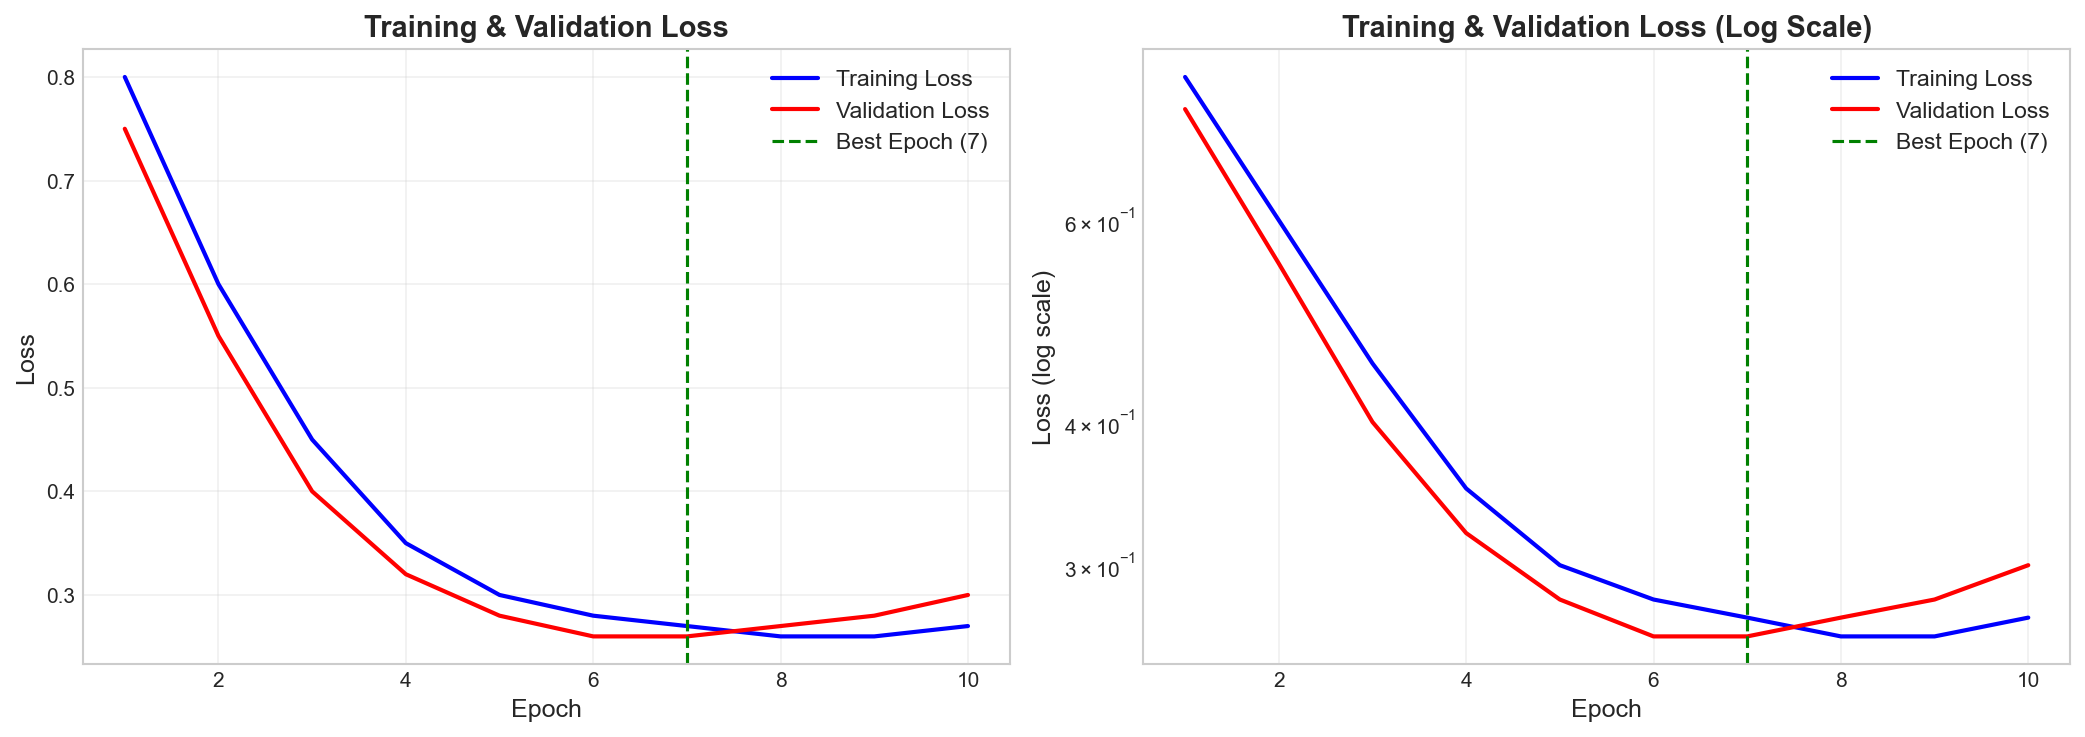 Training & Validation Loss
Training Loss
Validation Loss
Best Epoch (7)
Loss
0.8
0.7
0.6
0.5
0.4
0.3
2 4 6 8 10
Epoch
Training & Validation Loss (Log Scale)
Training Loss
Validation Loss
Best Epoch (7)
Loss (log scale)
6 × 10⁻¹
4 × 10⁻¹
3 × 10⁻¹
2 4 6 8 10
Epoch